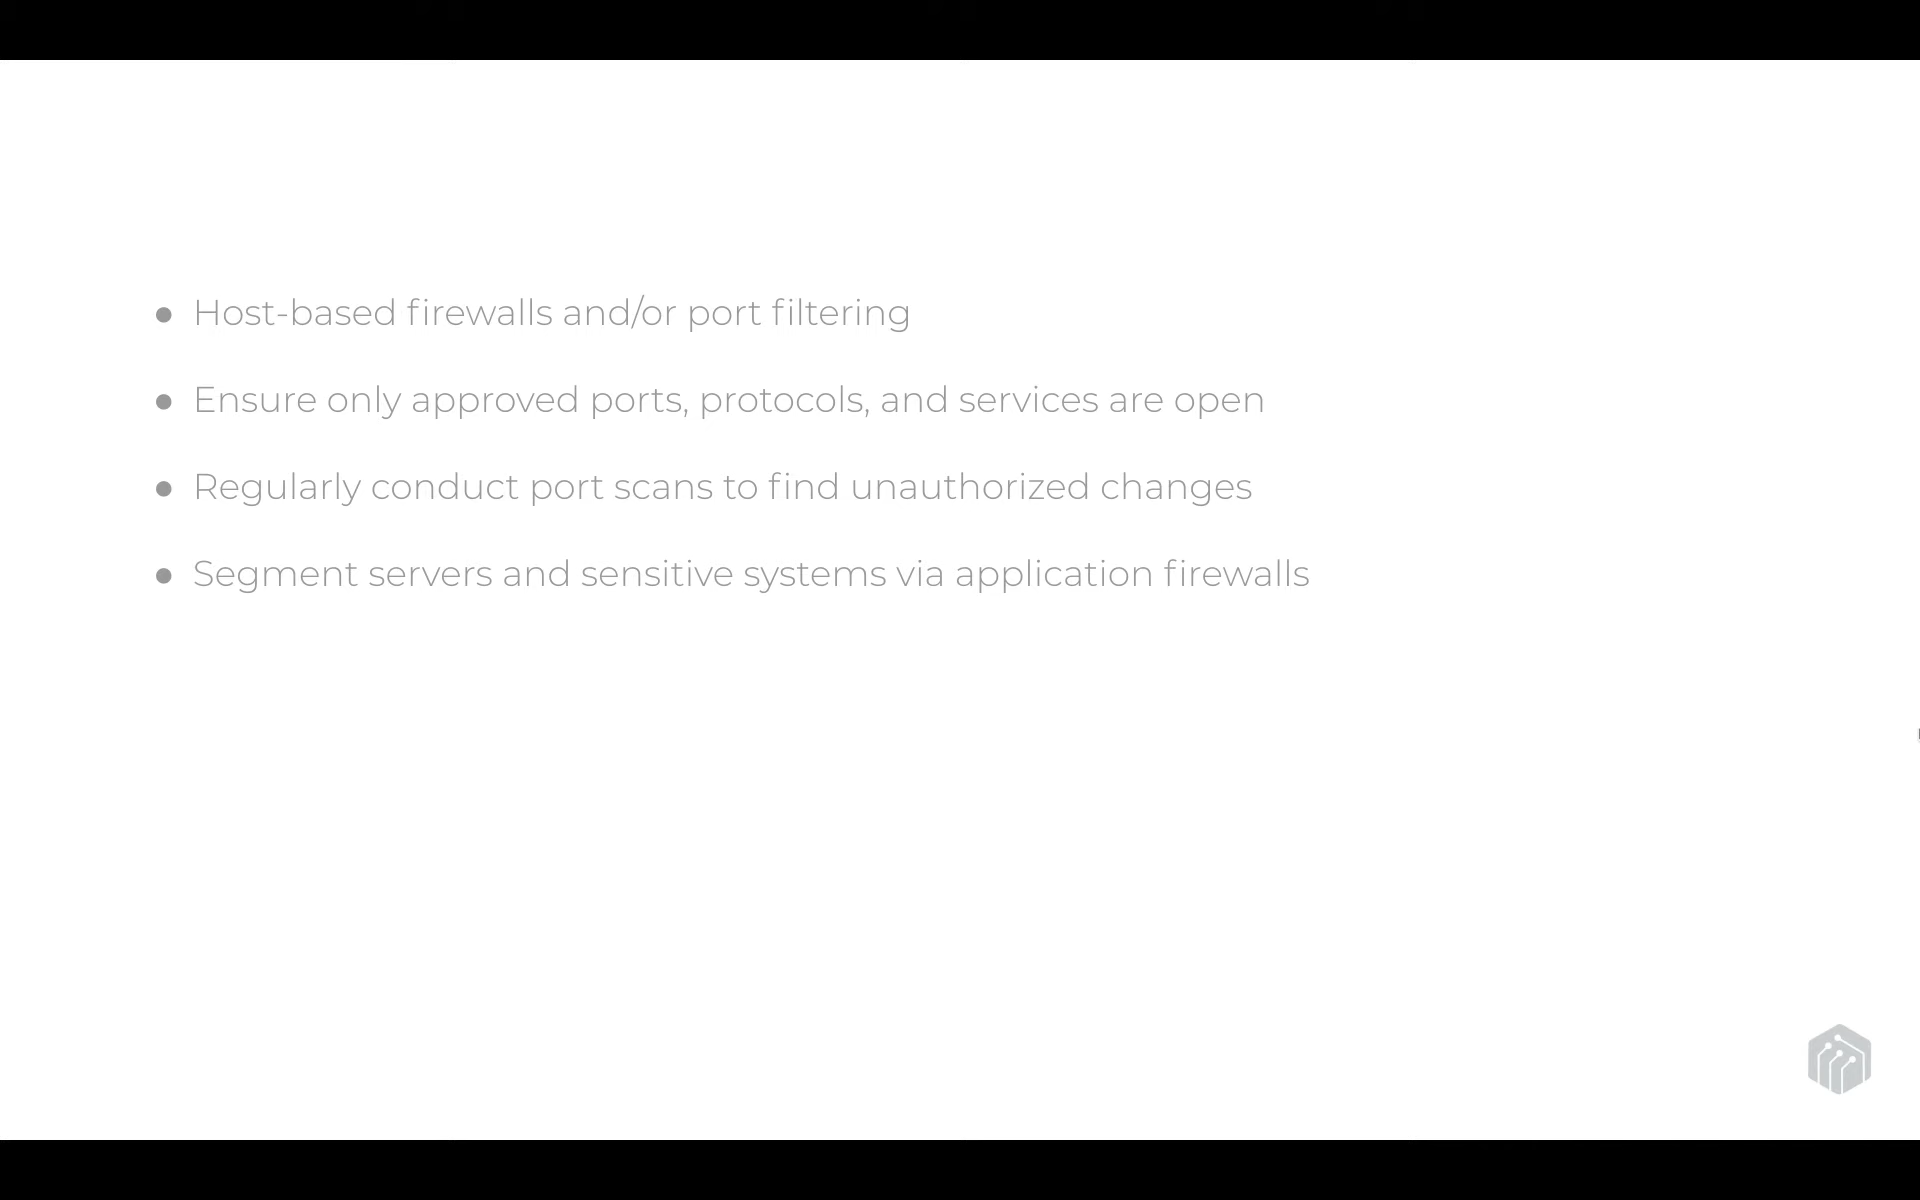 ● Host-based firewalls and/or port filtering
● Ensure only approved ports, protocols, and services are open
● Regularly conduct port scans to find unauthorized changes
● Segment servers and sensitive systems via application firewalls